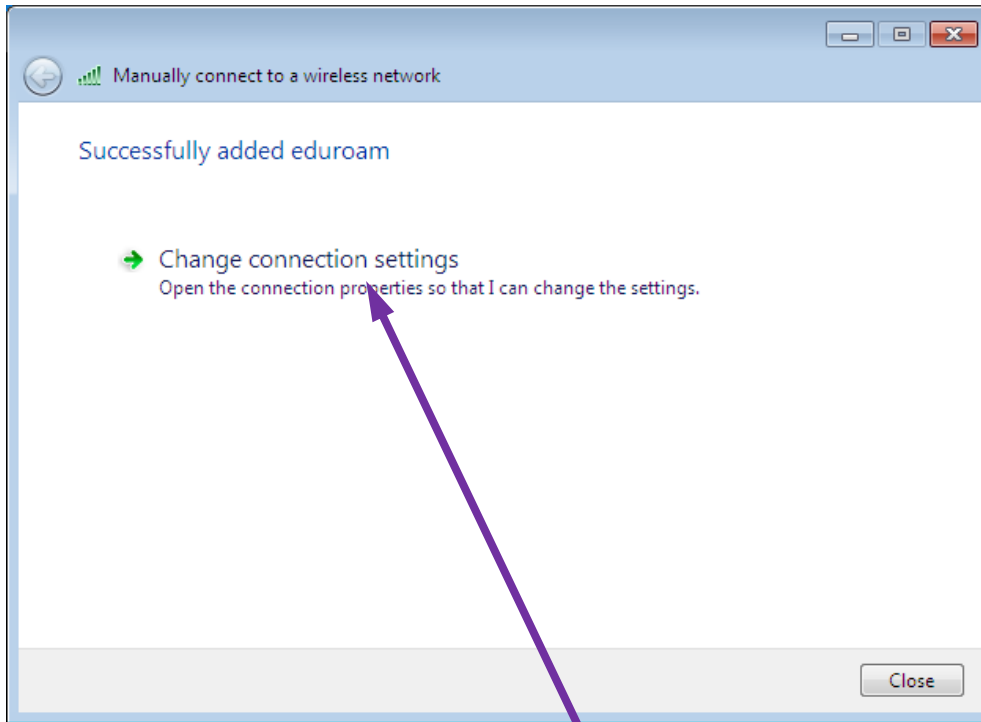 Manually connect to a wireless network
Successfully added eduroam
Change connection settings
Open the connection properties so that I can change the settings.
Close